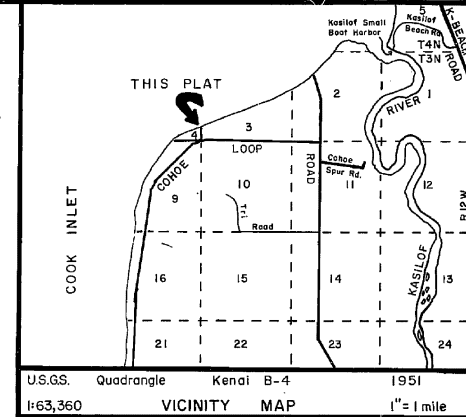 5
Kasilof Small
Boat Harbor
Kasilof
Beach Rd.
K-BEACH
ROAD
T4N
T3N
THIS PLAT
2
1
RIVER
3
4
LOOP
COHOE
ROAD
Cohoe
Spur Rd.
10
11
12
9
Tri
Road
R12W
COOK INLET
KASILOF
16
15
14
13
21
22
23
24
U.S.G.S. Quadrangle Kenai B-4 1951
1:63,360 VICINITY MAP 1" = 1 mile